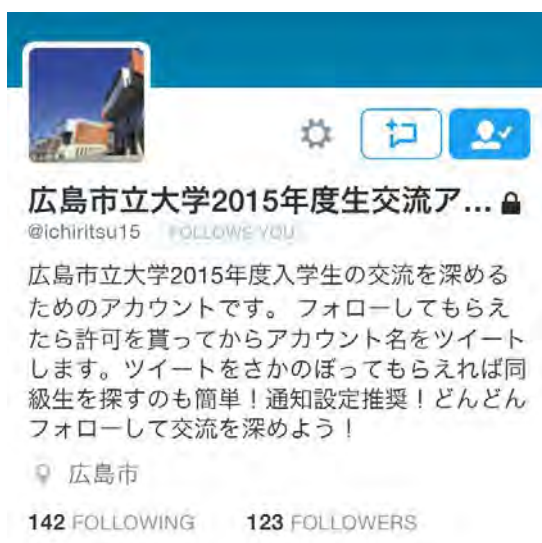 広島市立大学2015年度生交流ア...
@ichiritsu15 FOLLOWS YOU
広島市立大学2015年度入学生の交流を深める
ためのアカウントです。 フォローしてもらえ
たら許可を貰ってからアカウント名をツイート
します。ツイートをさかのぼってもらえれば同
級生を探すのも簡単！通知設定推奨！どんどん
フォローして交流を深めよう！
広島市
142 FOLLOWING 123 FOLLOWERS